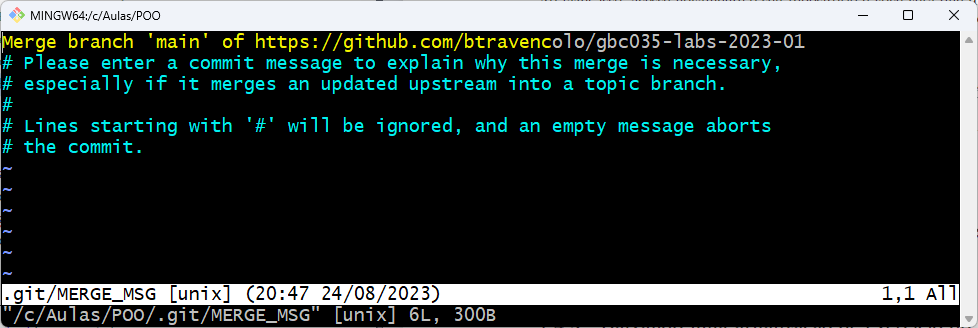 MINGW64:/c/Aulas/POO
Merge branch 'main' of https://github.com/btravencolo/gbc035-labs-2023-01
# Please enter a commit message to explain why this merge is necessary,
# especially if it merges an updated upstream into a topic branch.
#
# Lines starting with '#' will be ignored, and an empty message aborts
# the commit.
~
~
~
~
~
~
.git/MERGE_MSG [unix] (20:47 24/08/2023) 1,1 All
"/c/Aulas/POO/.git/MERGE_MSG" [unix] 6L, 300B